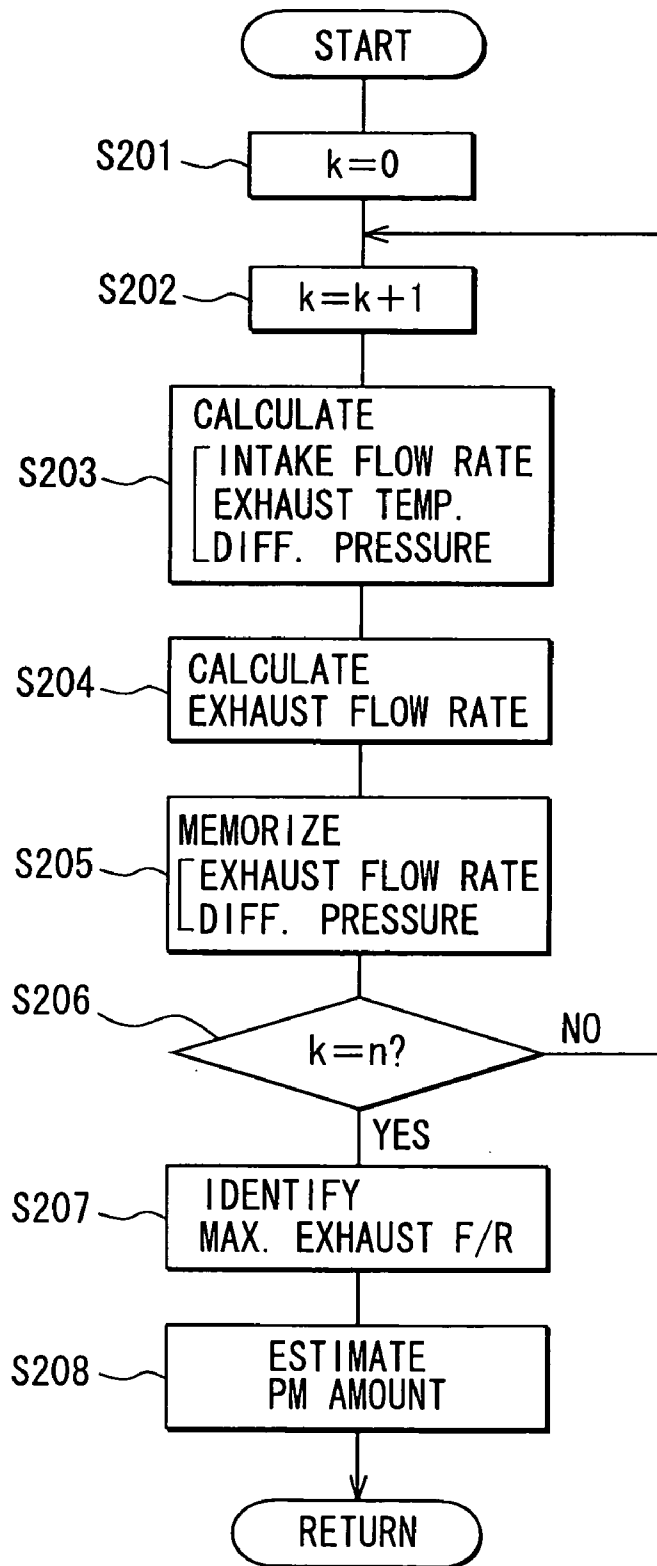 START
S201
k=0
S202
k=k+1
S203
CALCULATE
INTAKE FLOW RATE
EXHAUST TEMP.
DIFF. PRESSURE
S204
CALCULATE
EXHAUST FLOW RATE
S205
MEMORIZE
EXHAUST FLOW RATE
DIFF. PRESSURE
S206
k=n?
NO
YES
S207
IDENTIFY
MAX. EXHAUST F/R
S208
ESTIMATE
PM AMOUNT
RETURN